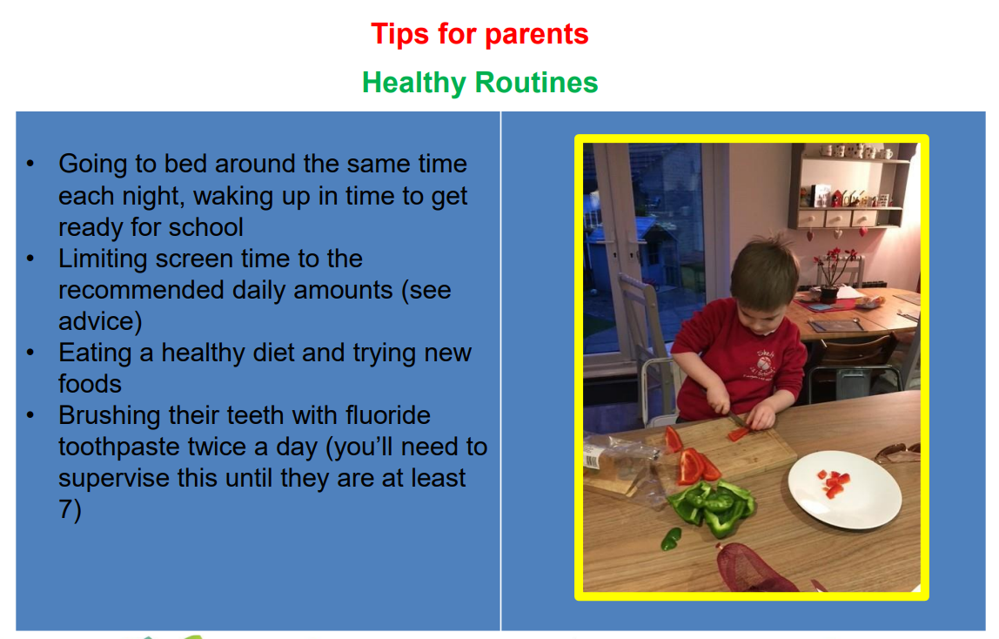 Tips for parents
Healthy Routines
• Going to bed around the same time
each night, waking up in time to get
ready for school
• Limiting screen time to the
recommended daily amounts (see
advice)
• Eating a healthy diet and trying new
foods
• Brushing their teeth with fluoride
toothpaste twice a day (you’ll need to
supervise this until they are at least
7)